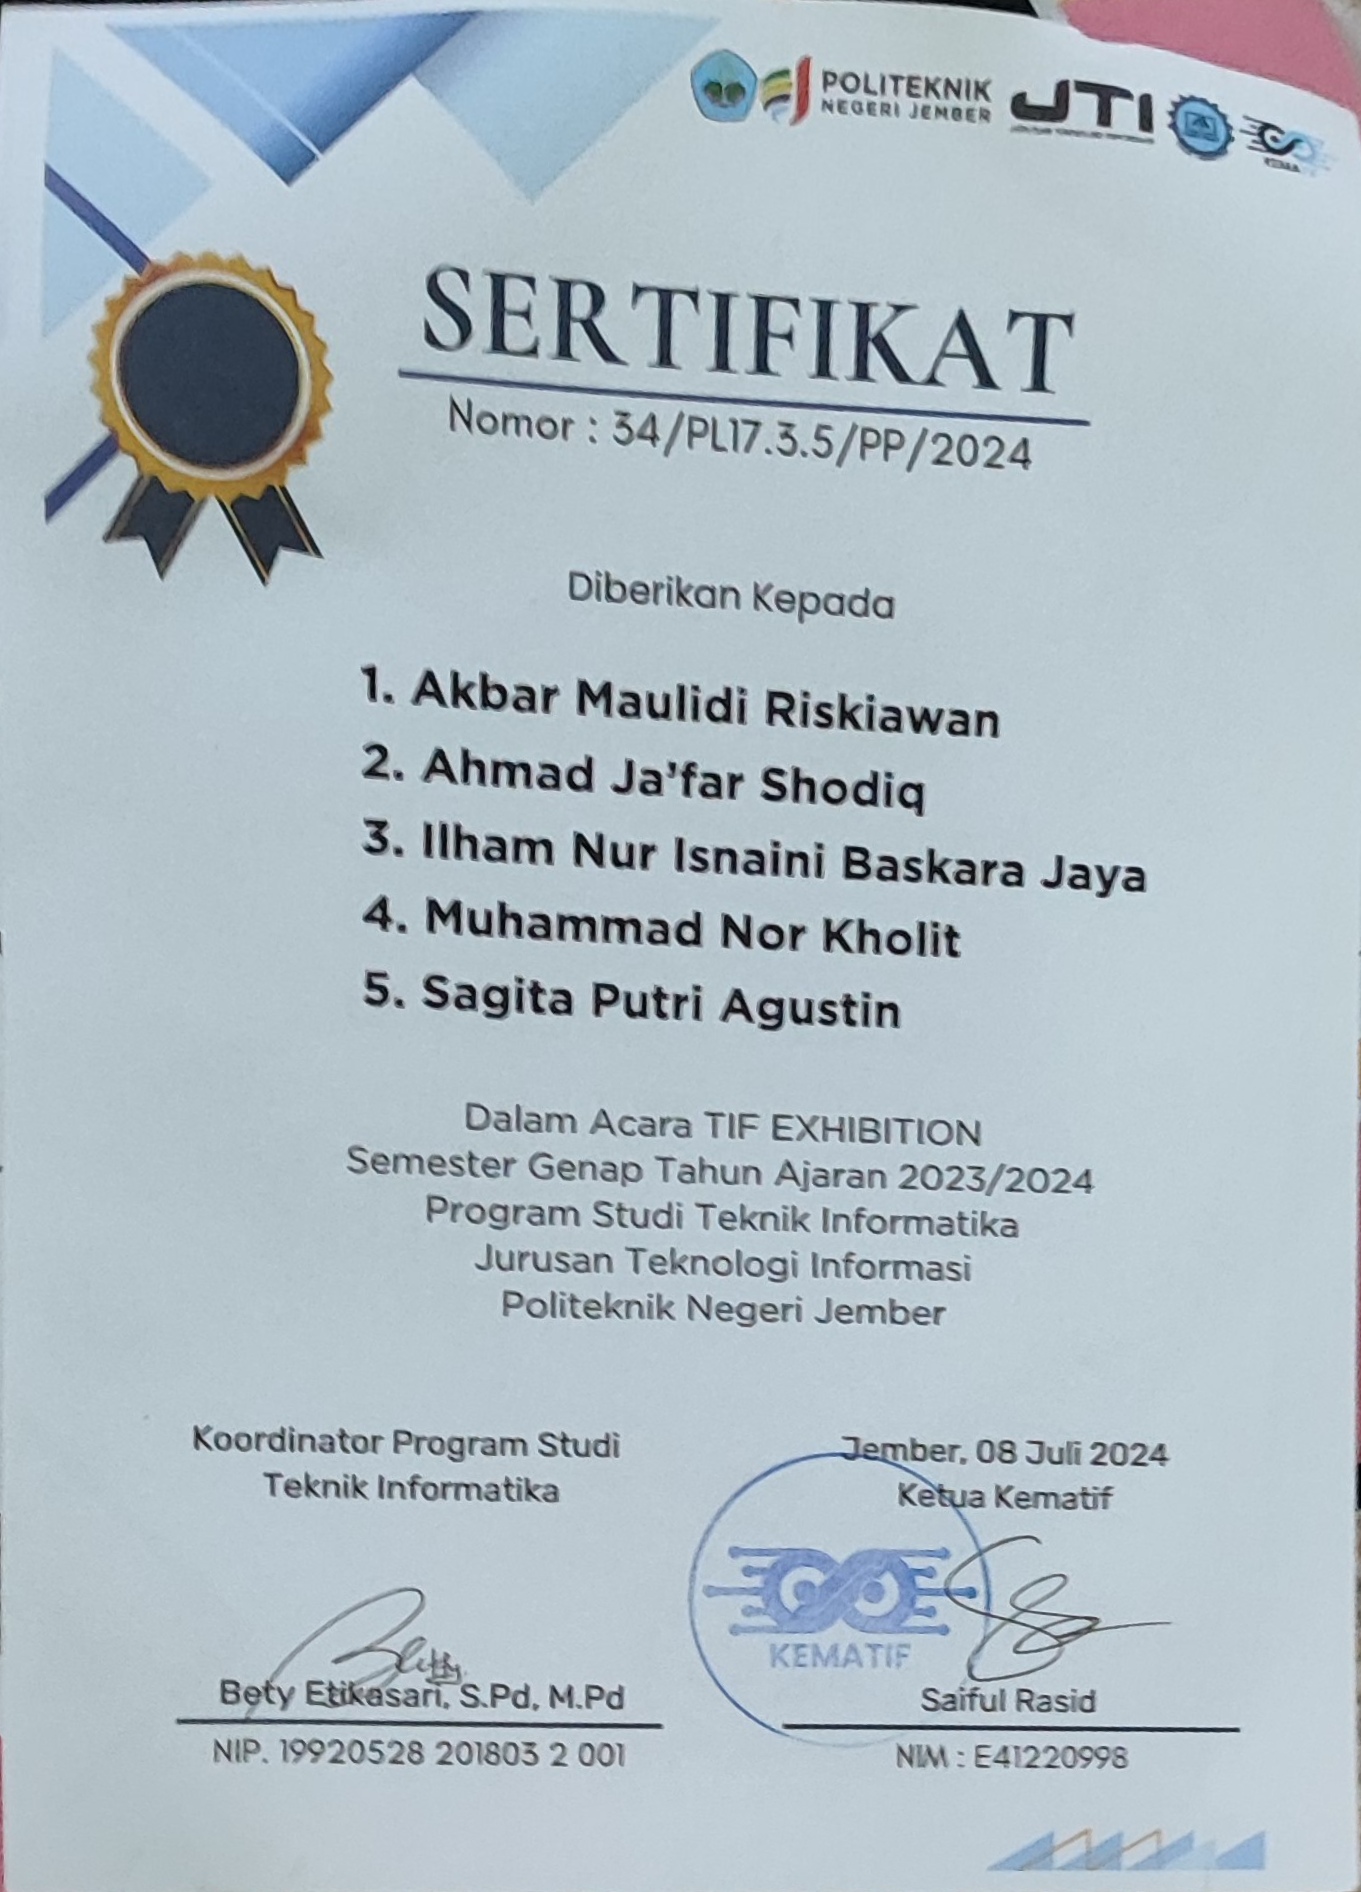 POLITEKNIK
NEGERI JEMBER
JTI
SERTIFIKAT
Nomor : 34/PL17.3.5/PP/2024
Diberikan Kepada
1. Akbar Maulidi Riskiawan
2. Ahmad Ja'far Shodiq
3. Ilham Nur Isnaini Baskara Jaya
4. Muhammad Nor Kholit
5. Sagita Putri Agustin
Dalam Acara TIF EXHIBITION
Semester Genap Tahun Ajaran 2023/2024
Program Studi Teknik Informatika
Jurusan Teknologi Informasi
Politeknik Negeri Jember
Koordinator Program Studi
Teknik Informatika
Bety Etikasari, S.Pd, M.Pd
NIP. 19920528 201803 2 001
Jember, 08 Juli 2024
Ketua Kematif
KEMATIF
Saiful Rasid
NIM : E41220998